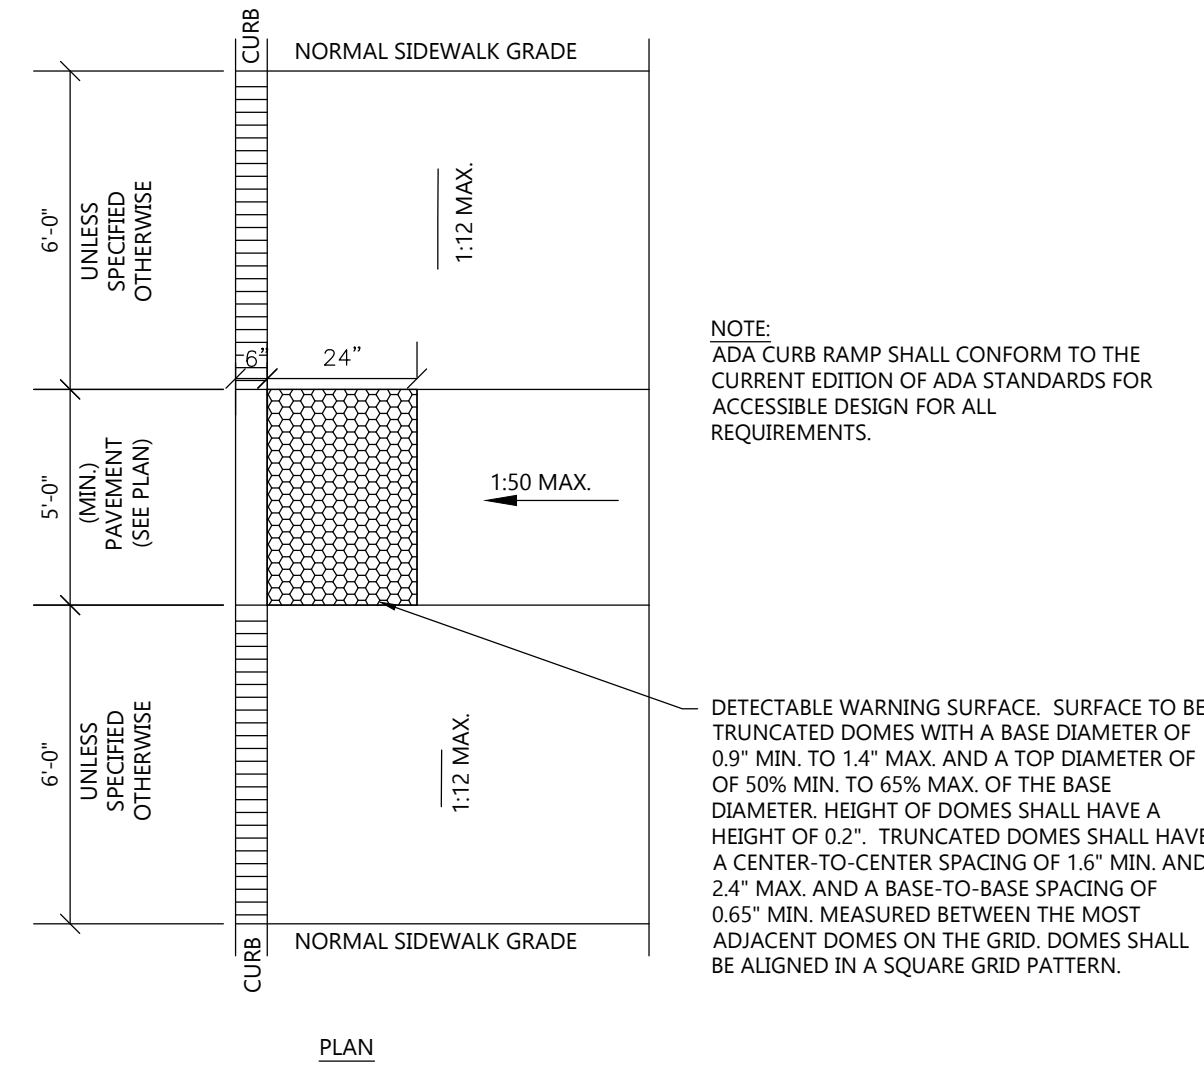 CURB
NORMAL SIDEWALK GRADE
6'-0"
UNLESS
SPECIFIED
OTHERWISE
1:12 MAX.
6"
24"
5'-0"
(MIN.)
PAVEMENT
(SEE PLAN)
1:50 MAX.
6'-0"
UNLESS
SPECIFIED
OTHERWISE
1:12 MAX.
CURB
NORMAL SIDEWALK GRADE
PLAN
NOTE:
ADA CURB RAMP SHALL CONFORM TO THE
CURRENT EDITION OF ADA STANDARDS FOR
ACCESSIBLE DESIGN FOR ALL
REQUIREMENTS.
DETECTABLE WARNING SURFACE. SURFACE TO BE
TRUNCATED DOMES WITH A BASE DIAMETER OF
0.9" MIN. TO 1.4" MAX. AND A TOP DIAMETER OF
OF 50% MIN. TO 65% MAX. OF THE BASE
DIAMETER. HEIGHT OF DOMES SHALL HAVE A
HEIGHT OF 0.2". TRUNCATED DOMES SHALL HAVE
A CENTER-TO-CENTER SPACING OF 1.6" MIN. AND
2.4" MAX. AND A BASE-TO-BASE SPACING OF
0.65" MIN. MEASURED BETWEEN THE MOST
ADJACENT DOMES ON THE GRID. DOMES SHALL
BE ALIGNED IN A SQUARE GRID PATTERN.